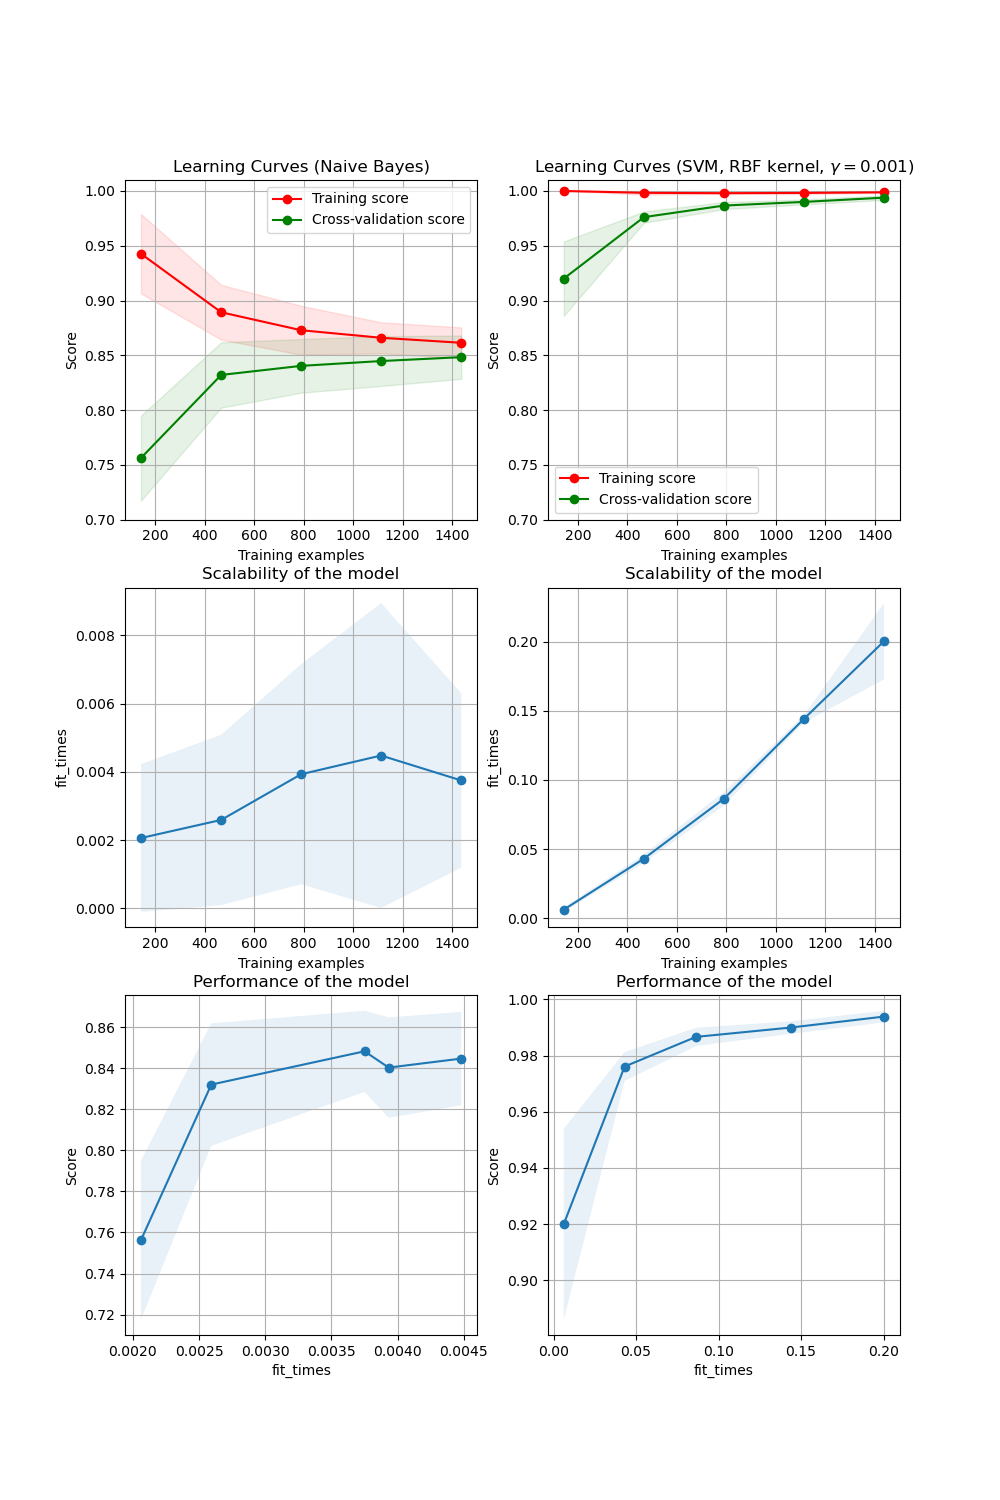 Learning Curves (Naive Bayes)
1.00
0.95
0.90
0.85
0.80
0.75
0.70
Score
Training score
Cross-validation score
200 400 600 800 1000 1200 1400
Training examples
Learning Curves (SVM, RBF kernel, γ = 0.001)
1.00
0.95
0.90
0.85
0.80
0.75
0.70
Score
Training score
Cross-validation score
200 400 600 800 1000 1200 1400
Training examples
Scalability of the model
0.008
0.006
0.004
0.002
0.000
fit_times
200 400 600 800 1000 1200 1400
Training examples
Scalability of the model
0.20
0.15
0.10
0.05
0.00
fit_times
200 400 600 800 1000 1200 1400
Training examples
Performance of the model
0.86
0.84
0.82
0.80
0.78
0.76
0.74
0.72
Score
0.0020 0.0025 0.0030 0.0035 0.0040 0.0045
fit_times
Performance of the model
1.00
0.98
0.96
0.94
0.92
0.90
Score
0.00 0.05 0.10 0.15 0.20
fit_times